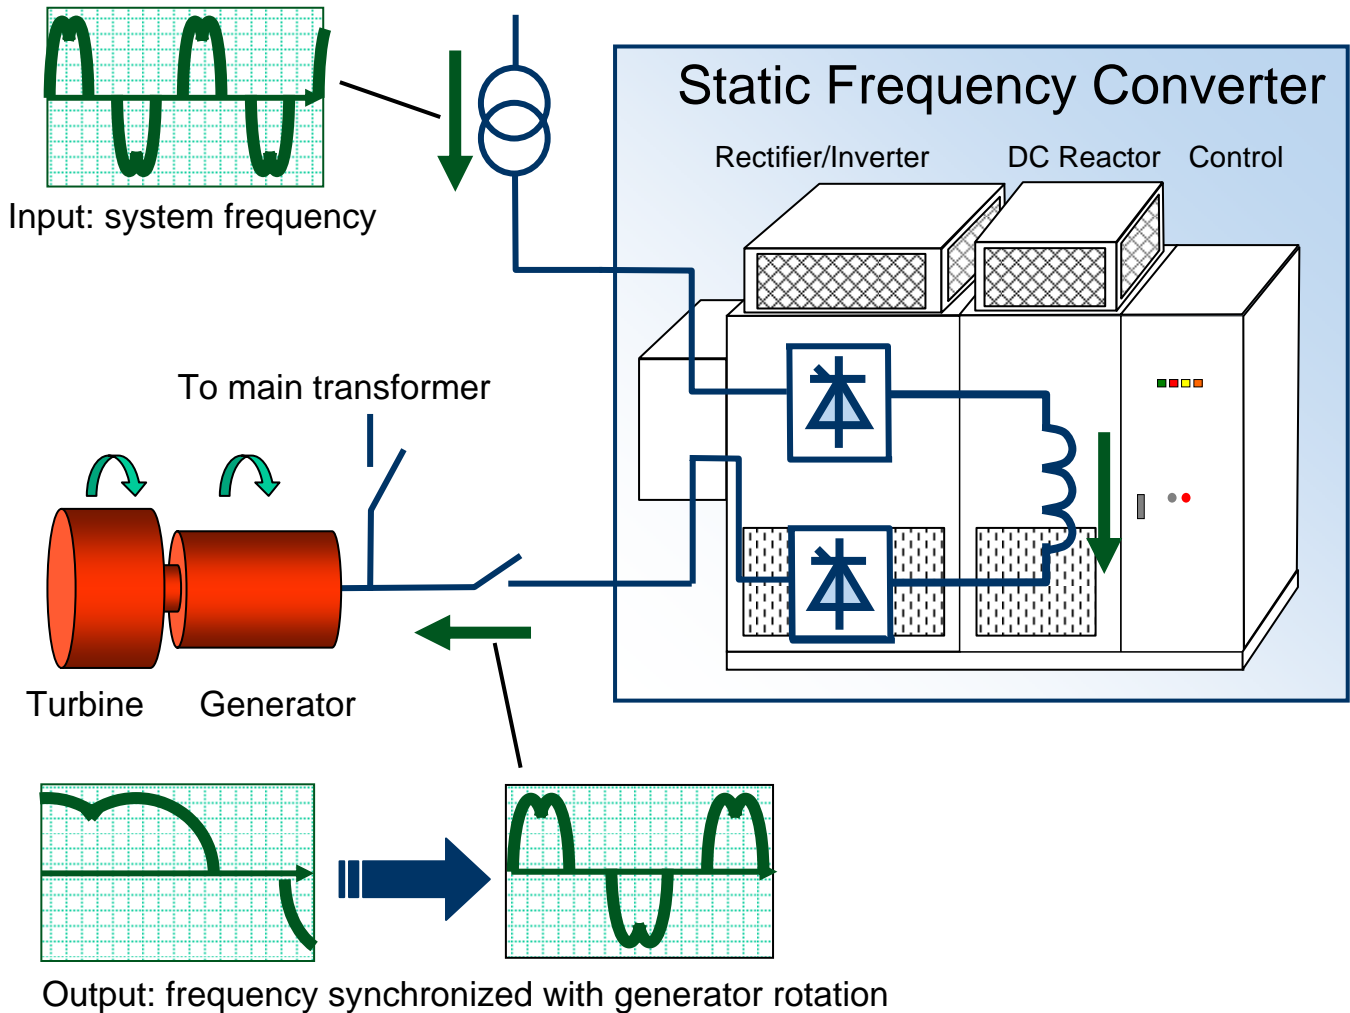 Static Frequency Converter
Rectifier/Inverter DC Reactor Control
Input: system frequency
To main transformer
Turbine Generator
Output: frequency synchronized with generator rotation